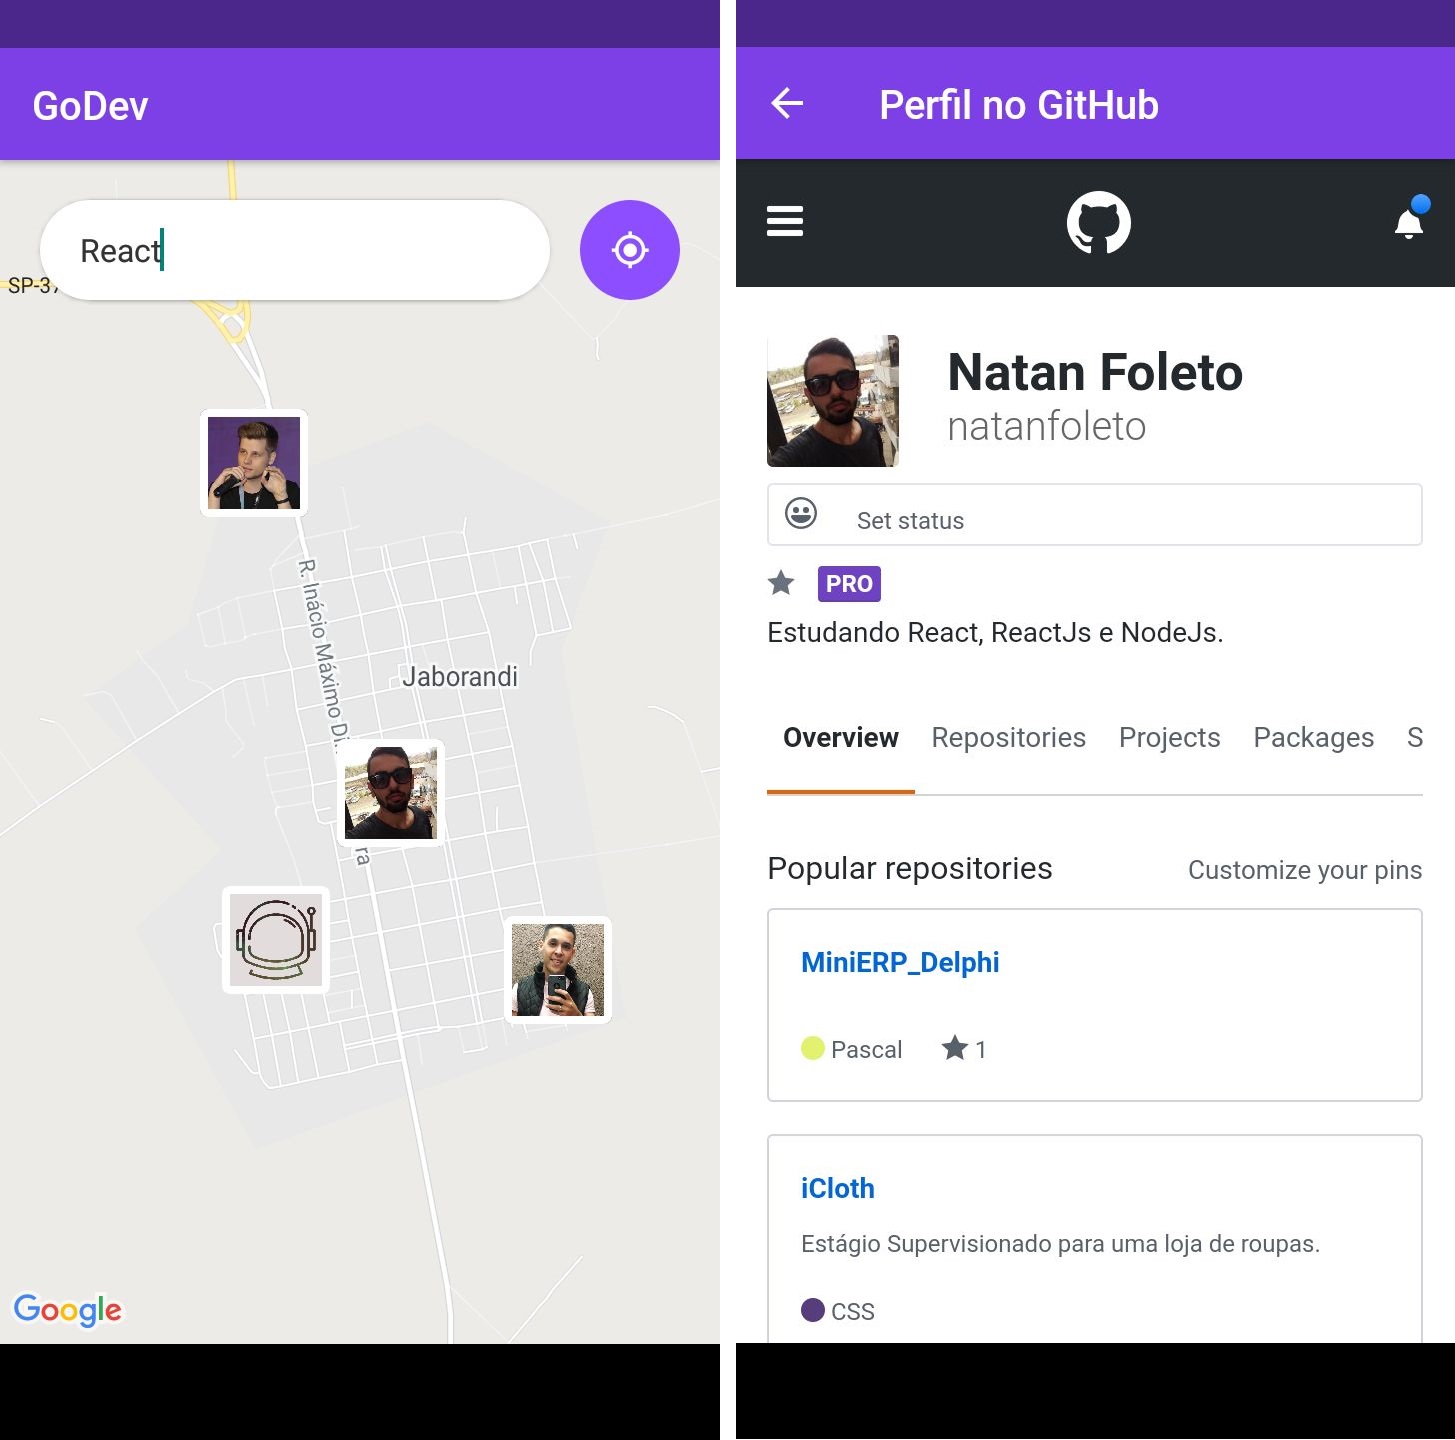 GoDev
React
SP-37
R. Inácio Máximo Di
ra
Jaborandi
Google
Perfil no GitHub
Natan Foleto
natanfoleto
Set status
PRO
Estudando React, ReactJs e NodeJs.
Overview Repositories Projects Packages S
Popular repositories Customize your pins
MiniERP_Delphi
Pascal 1
iCloth
Estágio Supervisionado para uma loja de roupas.
CSS